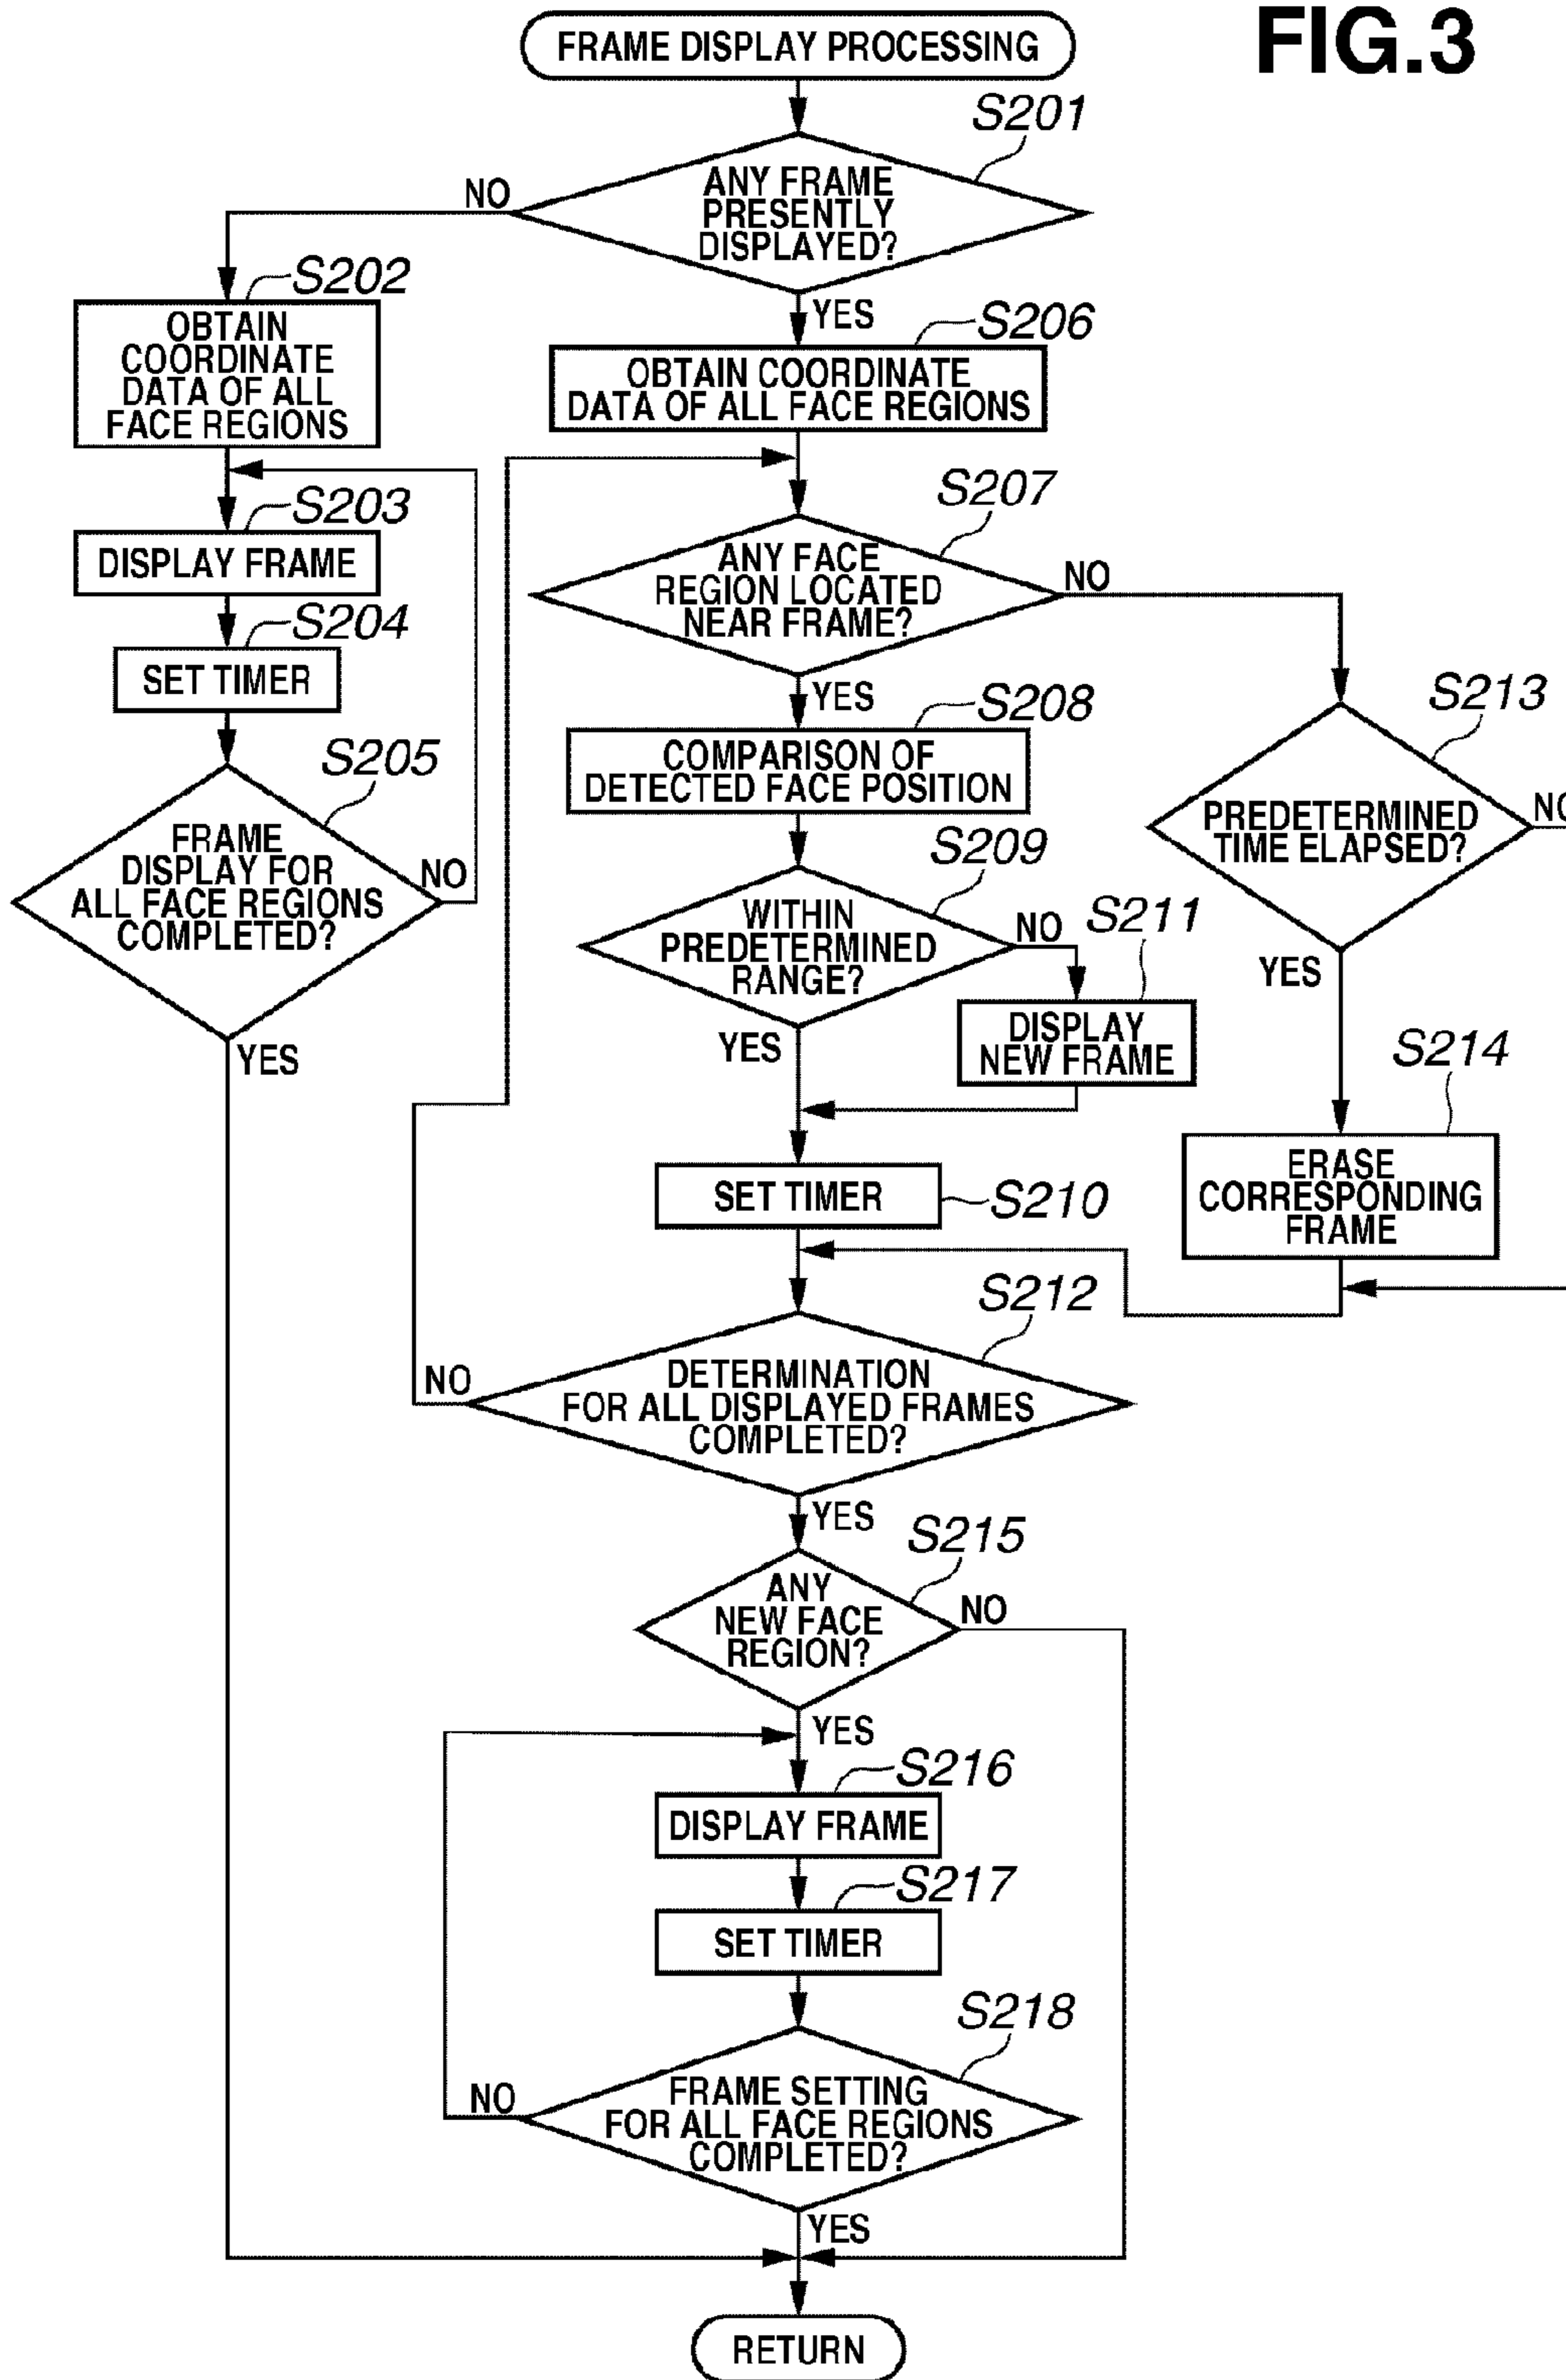 FIG.3
FRAME DISPLAY PROCESSING
S201
ANY FRAME
PRESENTLY
DISPLAYED?
NO
YES
S202
OBTAIN
COORDINATE
DATA OF ALL
FACE REGIONS
S203
DISPLAY FRAME
S204
SET TIMER
S205
FRAME
DISPLAY FOR
ALL FACE REGIONS
COMPLETED?
NO
YES
S206
OBTAIN COORDINATE
DATA OF ALL FACE REGIONS
S207
ANY FACE
REGION LOCATED
NEAR FRAME?
NO
YES
S208
COMPARISON OF
DETECTED FACE POSITION
S209
WITHIN
PREDETERMINED
RANGE?
NO
YES
S211
DISPLAY
NEW FRAME
S210
SET TIMER
S213
PREDETERMINED
TIME ELAPSED?
NO
YES
S214
ERASE
CORRESPONDING
FRAME
S212
DETERMINATION
FOR ALL DISPLAYED FRAMES
COMPLETED?
NO
YES
S215
ANY
NEW FACE
REGION?
NO
YES
S216
DISPLAY FRAME
S217
SET TIMER
S218
FRAME SETTING
FOR ALL FACE REGIONS
COMPLETED?
NO
YES
RETURN